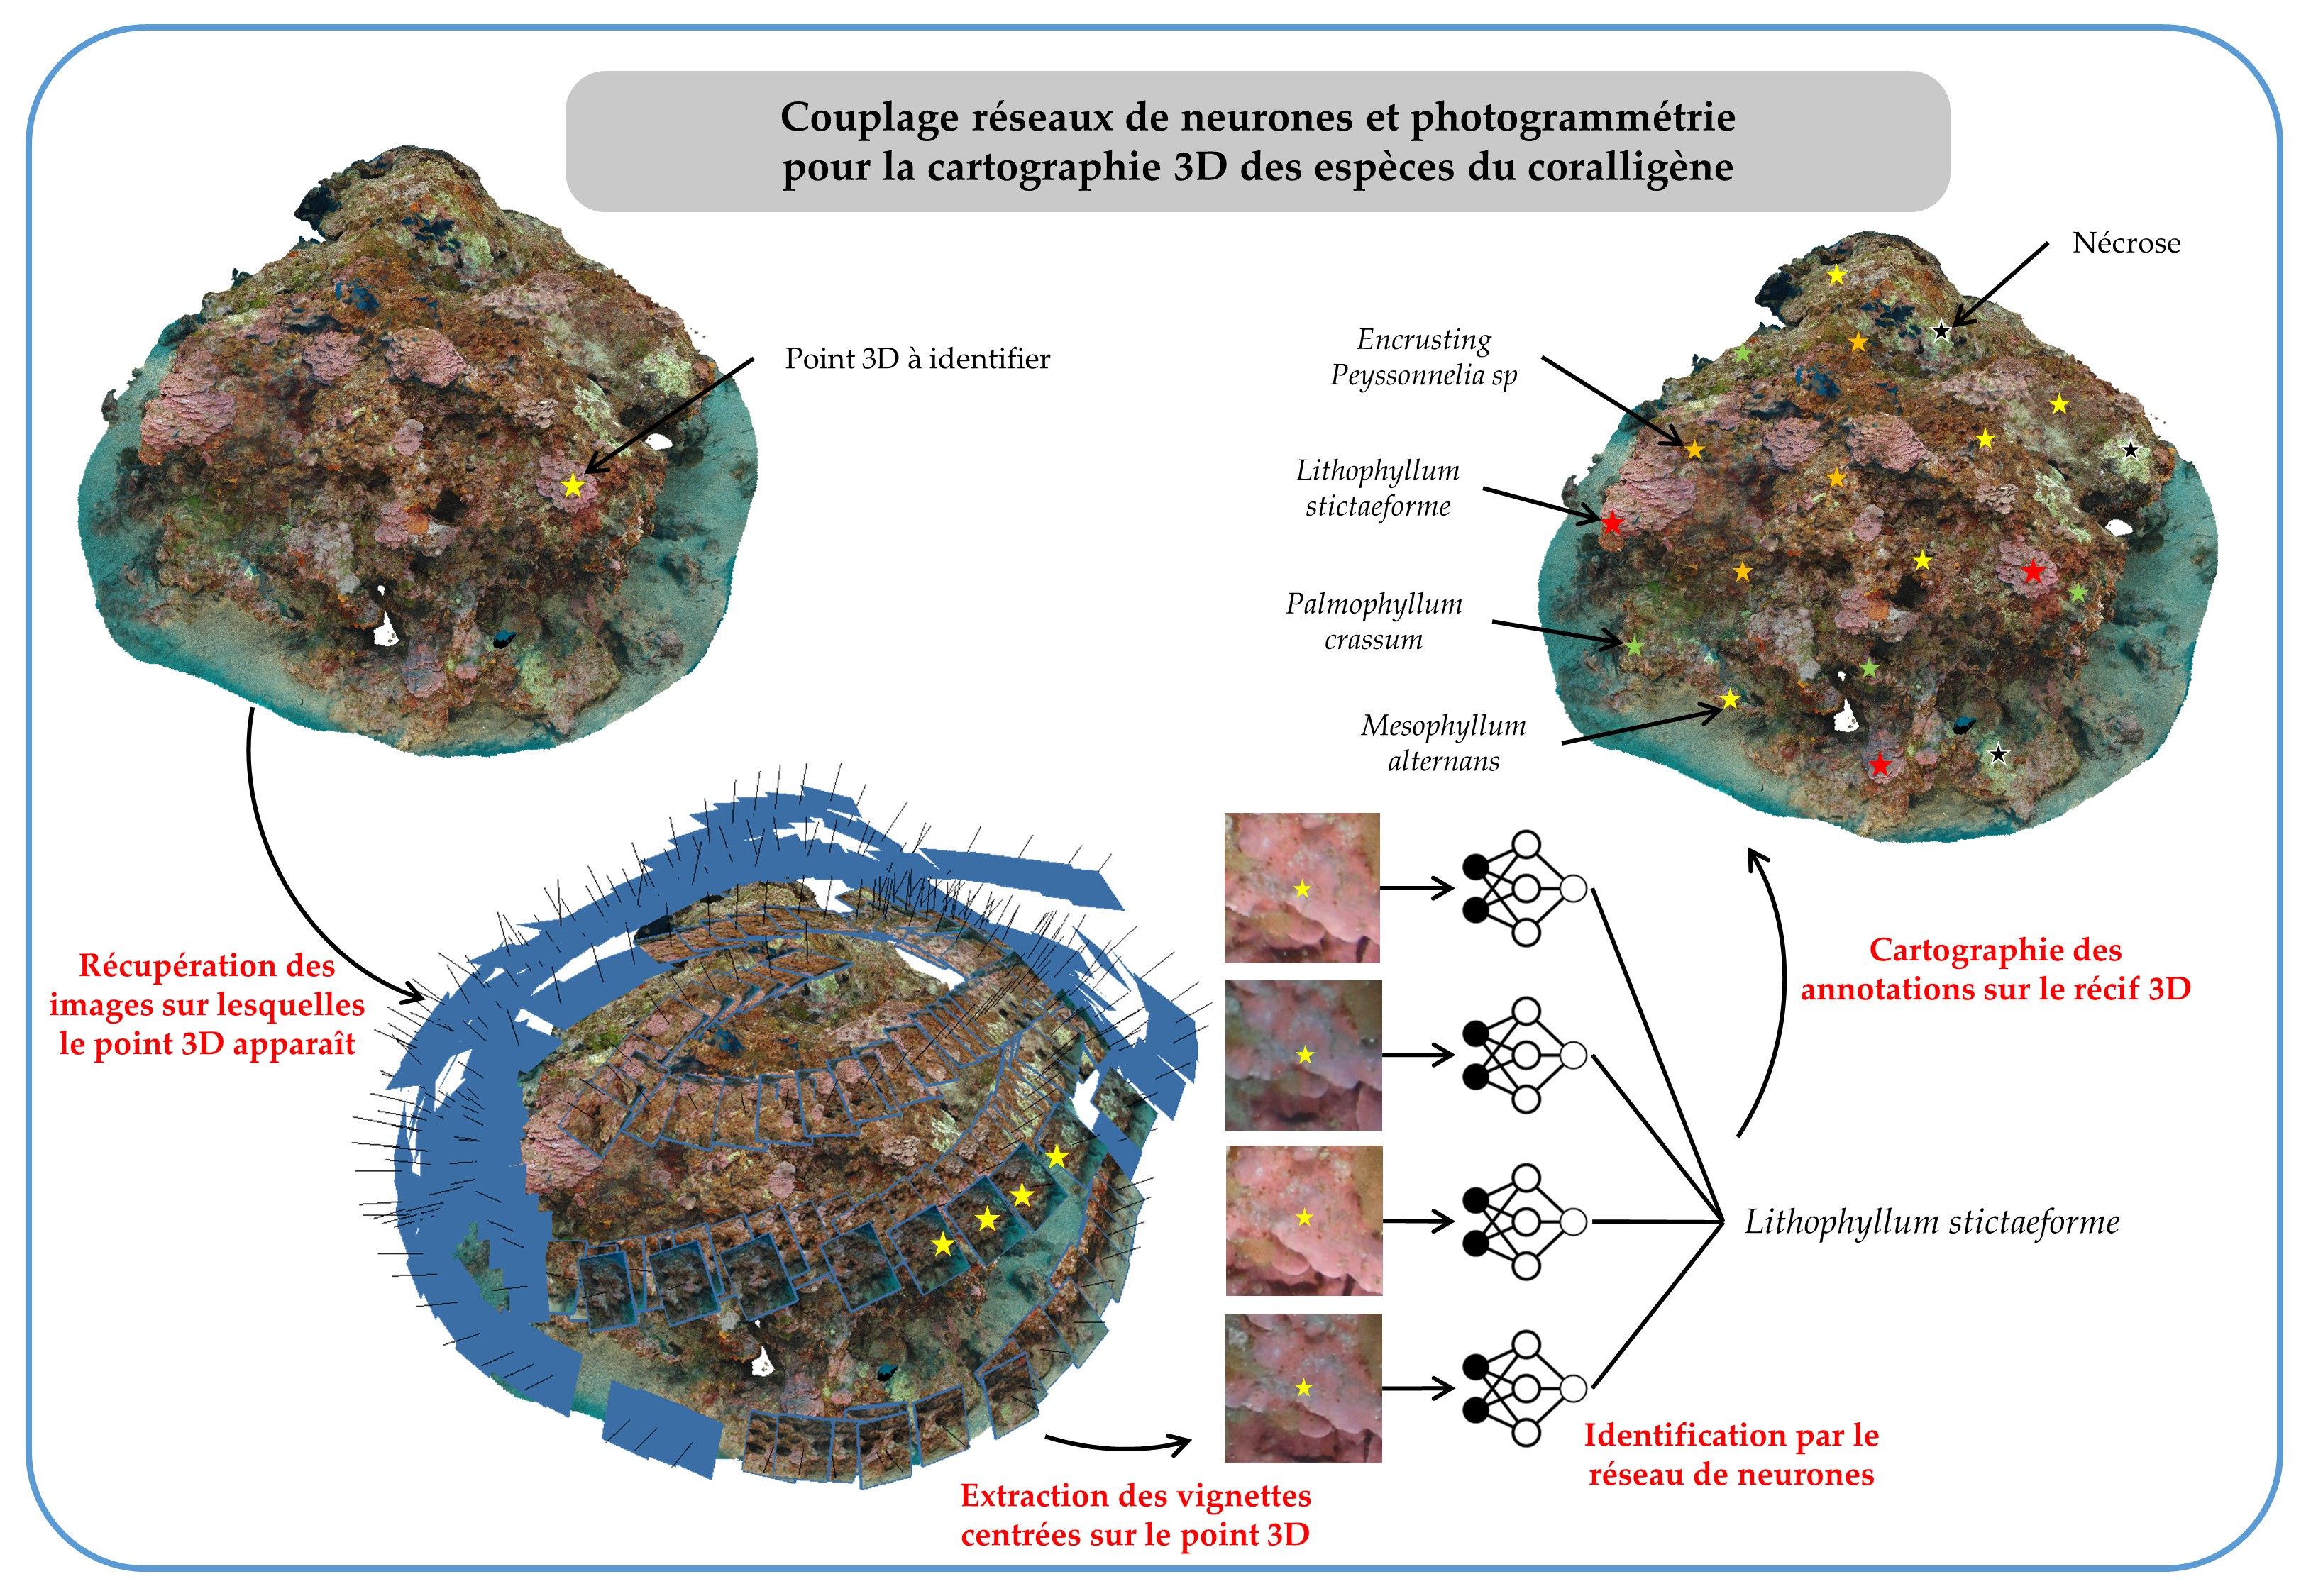 Couplage réseaux de neurones et photogrammétrie
pour la cartographie 3D des espèces du coralligène
Point 3D à identifier
Récupération des
images sur lesquelles
le point 3D apparaît
Extraction des vignettes
centrées sur le point 3D
Identification par le
réseau de neurones
Lithophyllum stictaeforme
Cartographie des
annotations sur le récif 3D
Nécrose
Encrusting
Peyssonnelia sp
Lithophyllum
stictaeforme
Palmophyllum
crassum
Mesophyllum
alternans